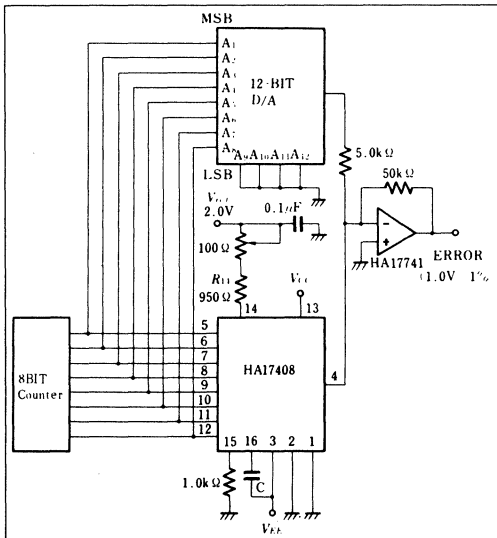 MSB
A₁
A₂
A₃
A₄
A₅
A₆
A₇
A₈
12-BIT
D/A
A₉ A₁₀ A₁₁ A₁₂
LSB
5.0kΩ
50kΩ
2.0V
0.1μF
100Ω
HA17741
ERROR
(1.0V 1%
R₁₄
950Ω
V_CC
14
13
8BIT
Counter
5
6
7
8
9
10
11
12
HA17408
4
15 16 3 2 1
1.0kΩ
C
V_EE